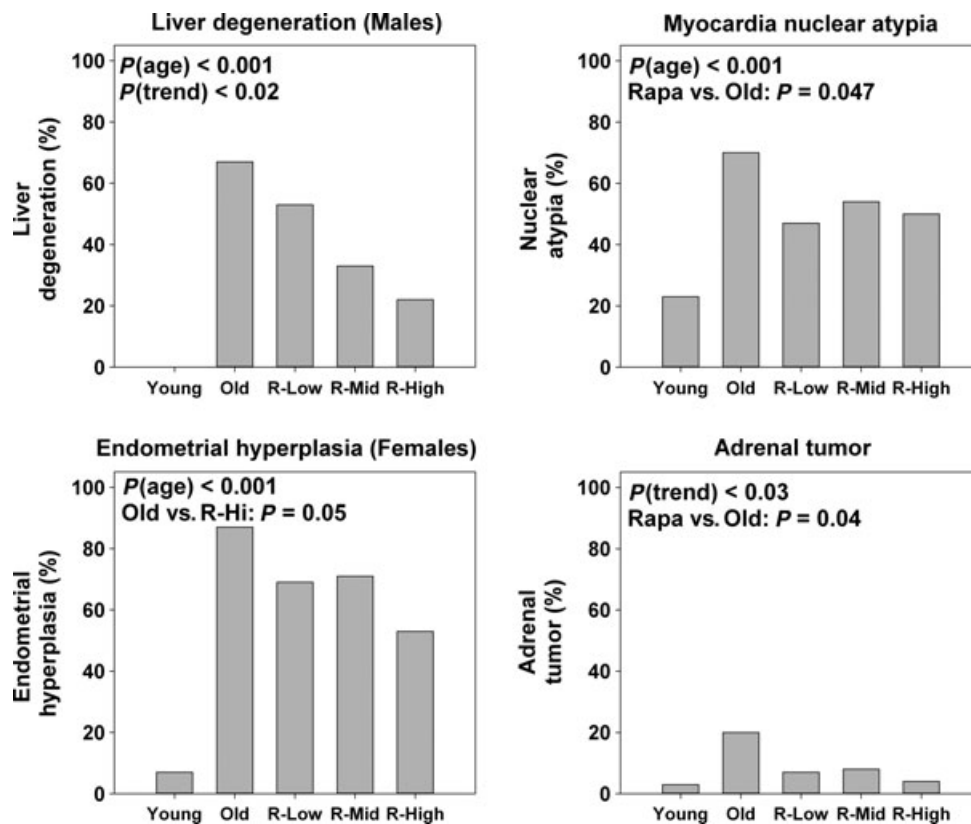 Liver degeneration (Males)
P(age) < 0.001
P(trend) < 0.02
Liver
degeneration (%)
100
80
60
40
20
0
Young Old R-Low R-Mid R-High
Myocardia nuclear atypia
P(age) < 0.001
Rapa vs. Old: P = 0.047
Nuclear
atypia (%)
100
80
60
40
20
0
Young Old R-Low R-Mid R-High
Endometrial hyperplasia (Females)
P(age) < 0.001
Old vs. R-Hi: P = 0.05
Endometrial
hyperplasia (%)
100
80
60
40
20
0
Young Old R-Low R-Mid R-High
Adrenal tumor
P(trend) < 0.03
Rapa vs. Old: P = 0.04
Adrenal
tumor (%)
100
80
60
40
20
0
Young Old R-Low R-Mid R-High